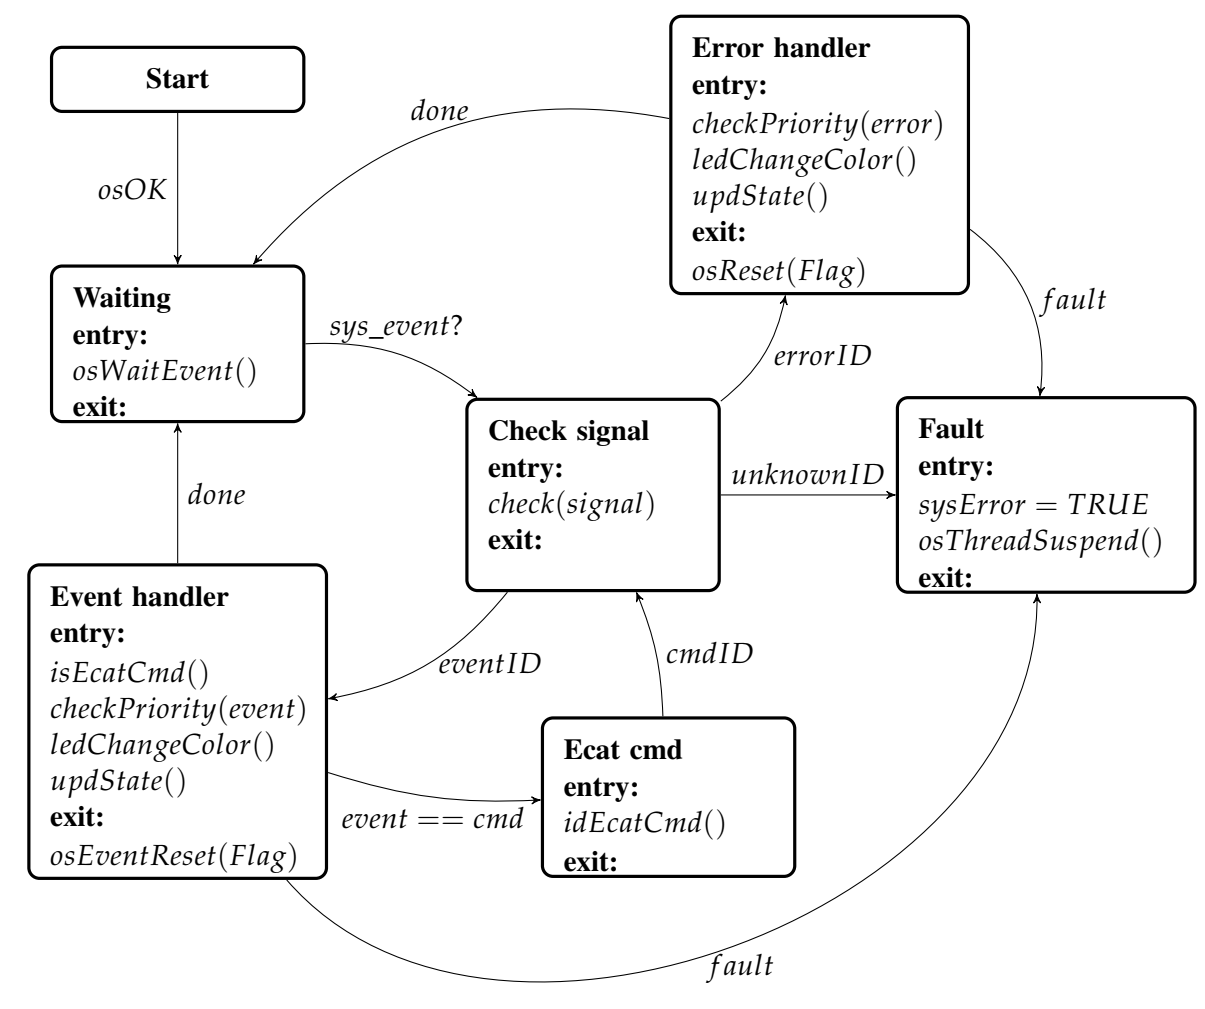 Start
osOK
Waiting
entry:
osWaitEvent()
exit:
sys_event?
done
Error handler
entry:
checkPriority(error)
ledChangeColor()
updState()
exit:
osReset(Flag)
fault
errorID
Check signal
entry:
check(signal)
exit:
unknownID
Fault
entry:
sysError = TRUE
osThreadSuspend()
exit:
done
Event handler
entry:
isEcatCmd()
checkPriority(event)
ledChangeColor()
updState()
exit:
osEventReset(Flag)
eventID
cmdID
event == cmd
Ecat cmd
entry:
idEcatCmd()
exit:
fault